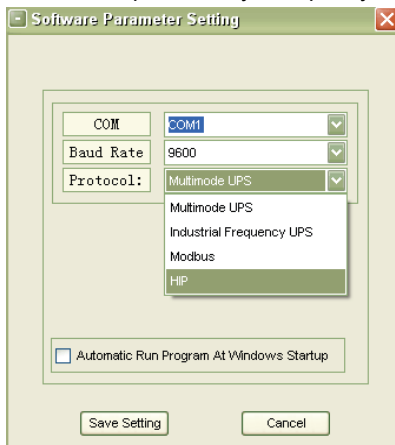 Software Parameter Setting
COM COM1
Baud Rate 9600
Protocol: Multimode UPS
Multimode UPS
Industrial Frequency UPS
Modbus
HIP
Automatic Run Program At Windows Startup
Save Setting Cancel